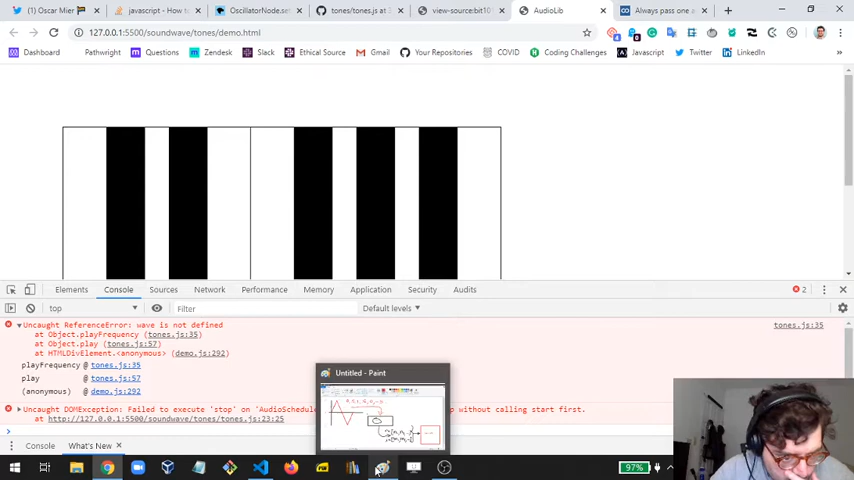 (1) Oscar Mier
javascript - How t
OscillatorNode.set
tones/tones.js at
view-source:bit10
AudioLib
Always pass one a
127.0.0.1:5500/soundwave/tones/demo.html
Dashboard
Pathwright
Questions
Zendesk
Slack
Ethical Source
Gmail
Your Repositories
COVID
Coding Challenges
Javascript
Twitter
LinkedIn
Elements
Console
Sources
Network
Performance
Memory
Application
Security
Audits
2
top
Filter
Default levels
Uncaught ReferenceError: wave is not defined
tones.js:35
at Object.playFrequency (tones.js:35)
at Object.play (tones.js:57)
at HTMLDivElement.<anonymous> (demo.js:292)
playFrequency @ tones.js:35
play @ tones.js:57
(anonymous) @ demo.js:292
Untitled - Paint
Uncaught DOMException: Failed to execute 'stop' on 'AudioSchedu
p without calling start first.
at http://127.0.0.1:5500/soundwave/tones/tones.js:23:25
Console
What's New
97%